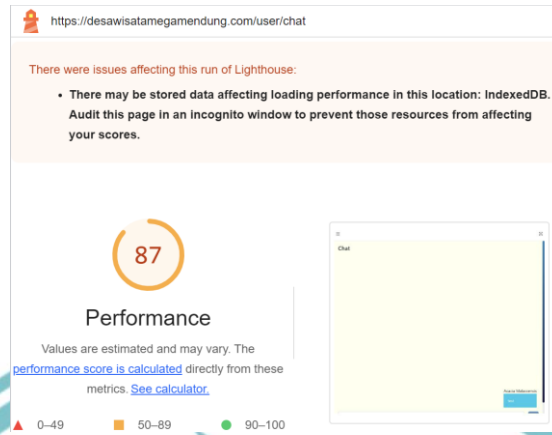 https://desawisatamegamendung.com/user/chat
There were issues affecting this run of Lighthouse:
• There may be stored data affecting loading performance in this location: IndexedDB.
Audit this page in an incognito window to prevent those resources from affecting
your scores.
87
Performance
Values are estimated and may vary. The
performance score is calculated directly from these
metrics. See calculator.
0–49 50–89 90–100
Chat